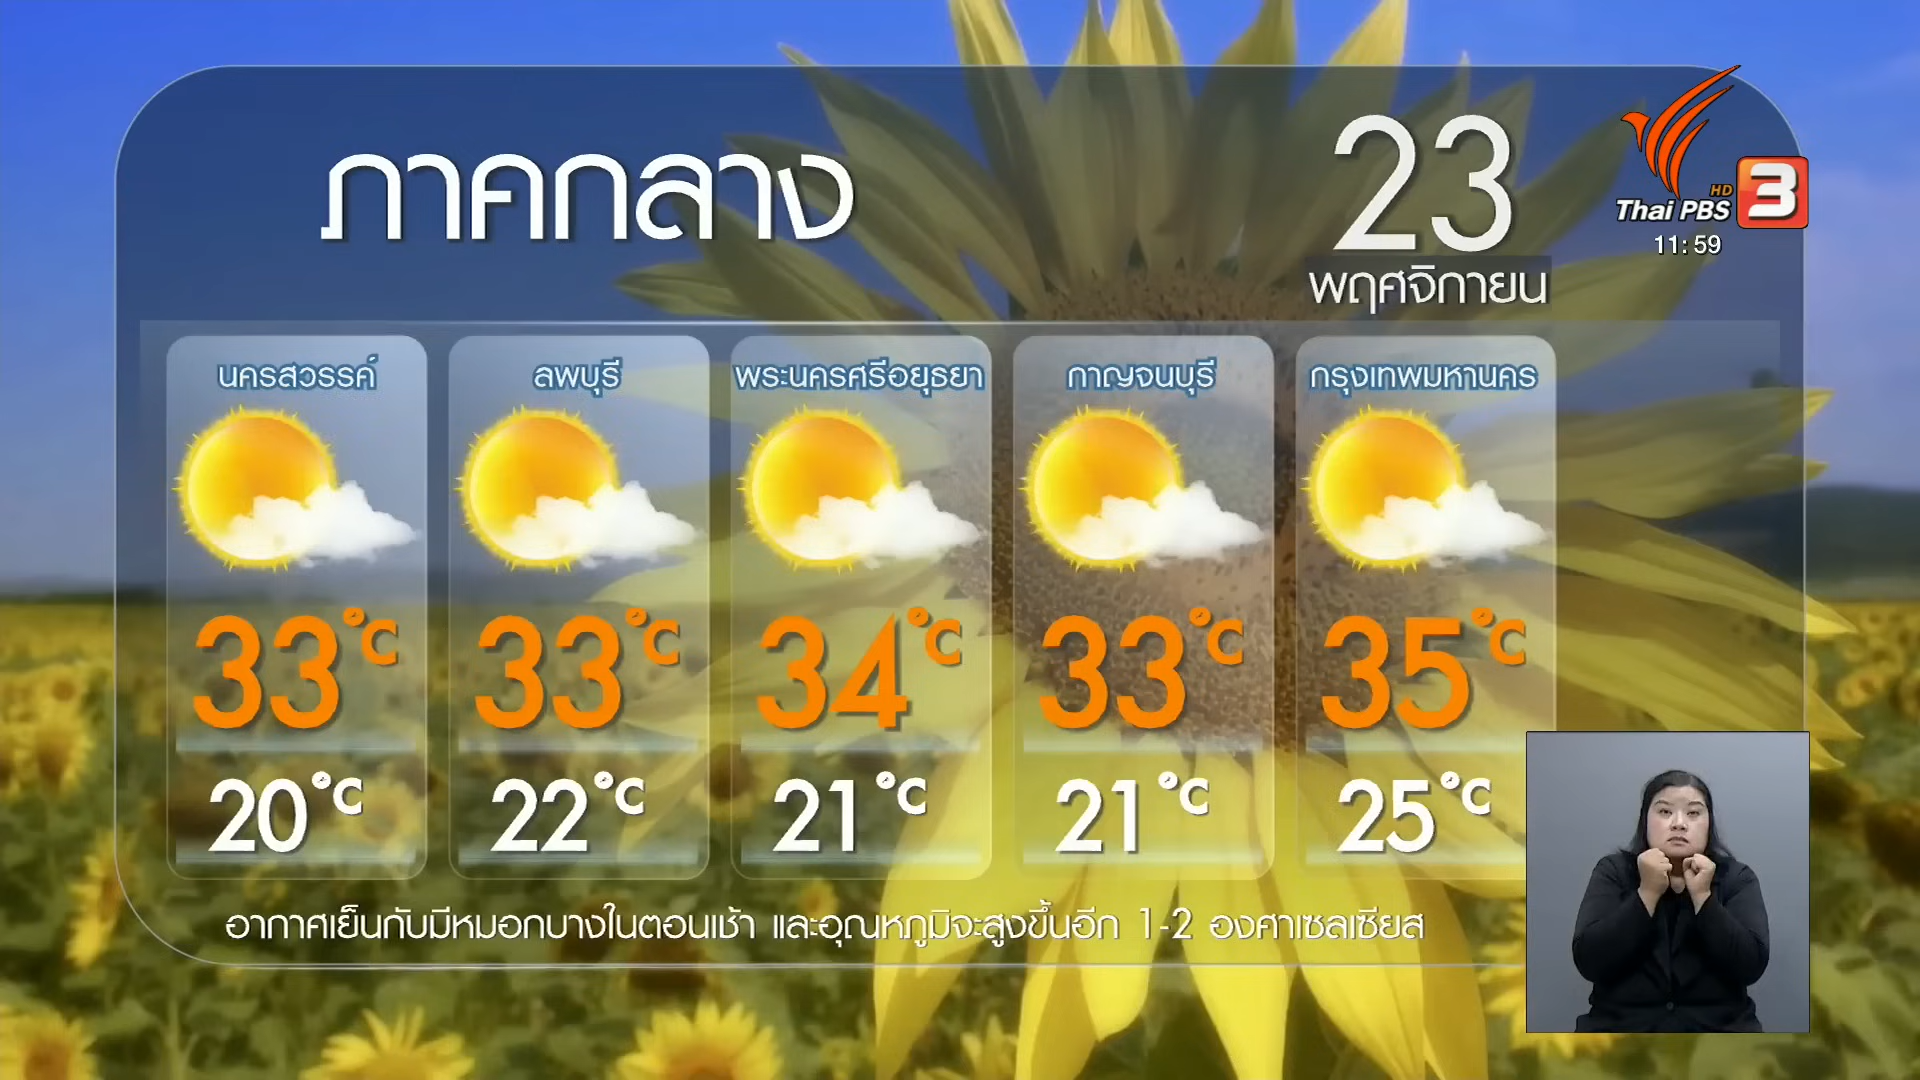 ภาคกลาง
23
พฤศจิกายน
HD
Thai PBS 3
11:59
นครสวรรค์ ลพบุรี พระนครศรีอยุธยา กาญจนบุรี กรุงเทพมหานคร
33°C 33°C 34°C 33°C 35°C
20°C 22°C 21°C 21°C 25°C
อากาศเย็นกับมีหมอกบางในตอนเช้า และอุณหภูมิจะสูงขึ้นอีก 1-2 องศาเซลเซียส